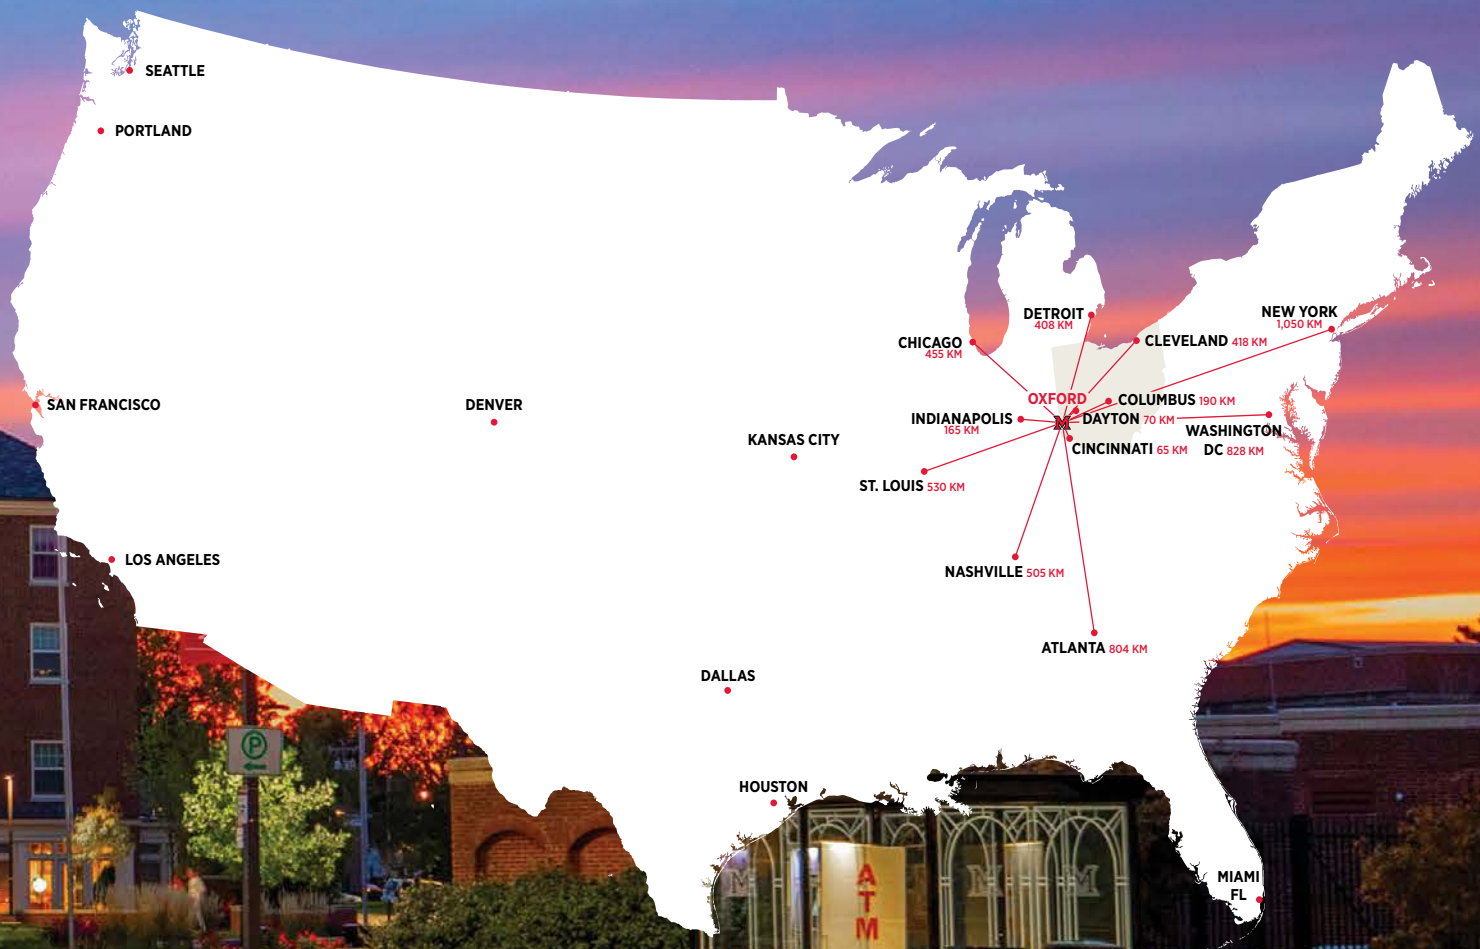 SEATTLE
PORTLAND
SAN FRANCISCO
LOS ANGELES
DENVER
KANSAS CITY
DALLAS
HOUSTON
DETROIT
408 KM
CHICAGO
455 KM
NEW YORK
1,050 KM
CLEVELAND 418 KM
OXFORD
COLUMBUS 190 KM
INDIANAPOLIS
165 KM
M
DAYTON 70 KM
WASHINGTON
DC 828 KM
CINCINNATI 65 KM
ST. LOUIS 530 KM
NASHVILLE 505 KM
ATLANTA 804 KM
MIAMI
FL
P
M
M
M
ATM